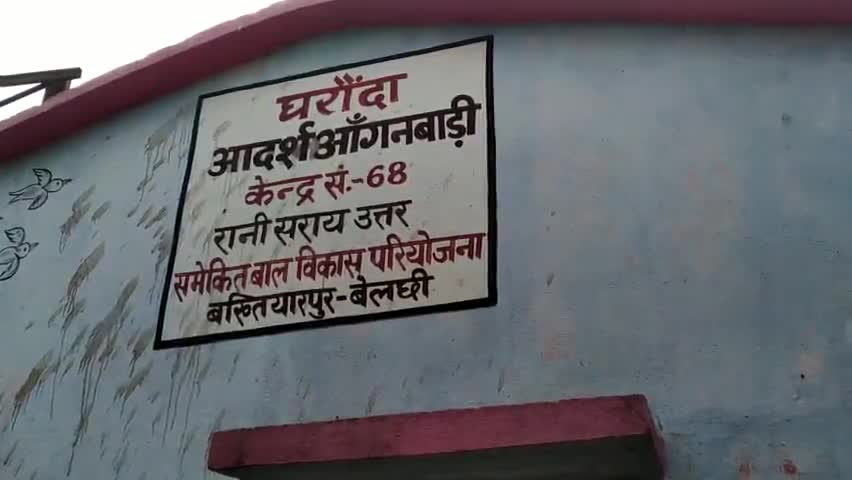 घरौंदा
आदर्श आँगनबाड़ी
केन्द्र सं.-68
रानी सराय उत्तर
समेकित बाल विकास परियोजना
बख्तियारपुर-बेलछी